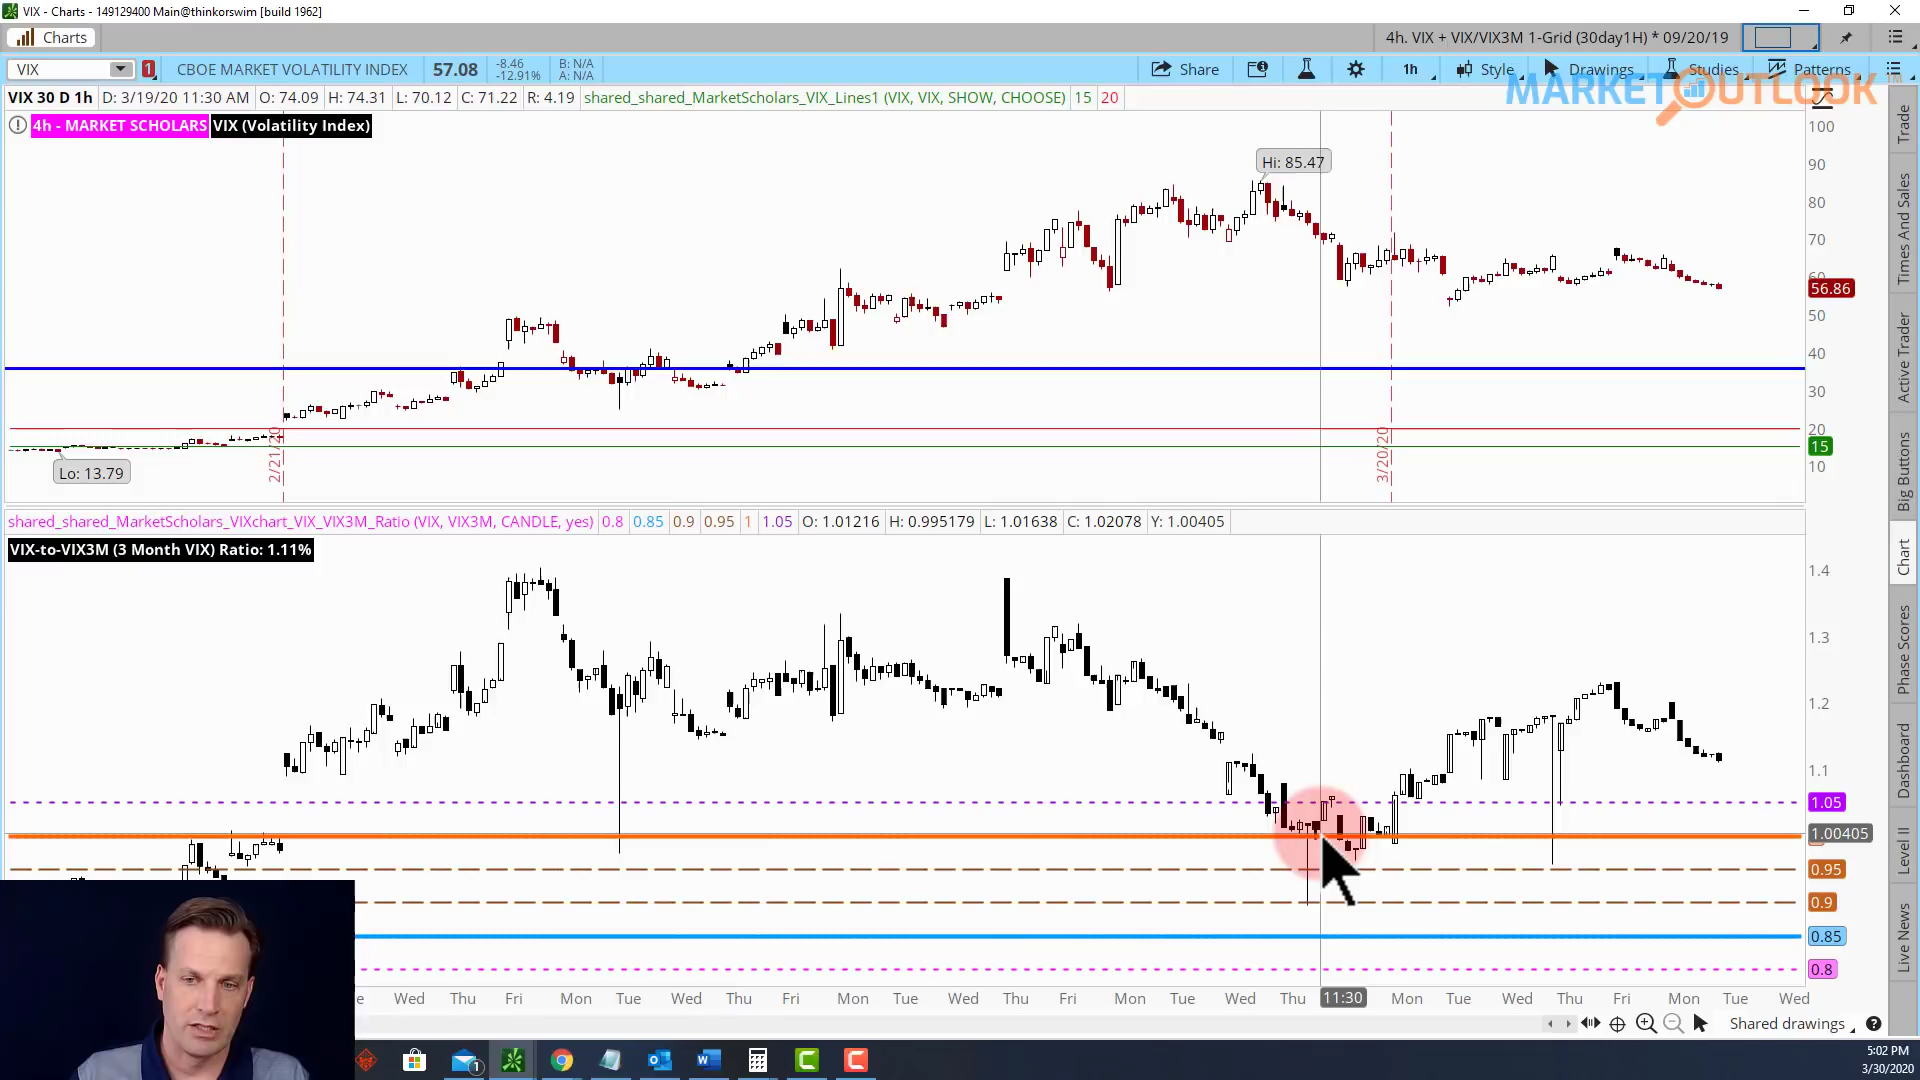 VIX - Charts - 149129400 Main@thinkorswim [build 1962]
Charts
4h. VIX + VIX/VIX3M 1-Grid (30day1H) * 09/20/19
VIX
1
CBOE MARKET VOLATILITY INDEX
57.08
-8.46
-12.91%
B: N/A
A: N/A
Share
1h
Style
Drawings
Studies
Patterns
MARKETOUTLOOK
VIX 30 D 1h
D: 3/19/20 11:30 AM
O: 74.09
H: 74.31
L: 70.12
C: 71.22
R: 4.19
shared_shared_MarketScholars_VIX_Lines1 (VIX, VIX, SHOW, CHOOSE)
15
20
4h - MARKET SCHOLARS
VIX (Volatility Index)
Hi: 85.47
Lo: 13.79
2/21/20
3/20/20
100
90
80
70
60
56.86
50
40
30
20
15
10
shared_shared_MarketScholars_VIXchart_VIX_VIX3M_Ratio (VIX, VIX3M, CANDLE, yes)
0.8
0.85
0.9
0.95
1
1.05
O: 1.01216
H: 0.995179
L: 1.01638
C: 1.02078
Y: 1.00405
VIX-to-VIX3M (3 Month VIX) Ratio: 1.11%
1.4
1.3
1.2
1.1
1.05
1.00405
0.95
0.9
0.85
0.8
Wed Thu Fri Mon Tue Wed Thu Fri Mon Tue Wed Thu Fri Mon Tue Wed Thu 11:30 Mon Tue Wed Thu Fri Mon Tue Wed
Shared drawings
Trade
Times And Sales
Active Trader
Big Buttons
Chart
Phase Scores
Dashboard
Level II
Live News
1
5:02 PM
3/30/2020